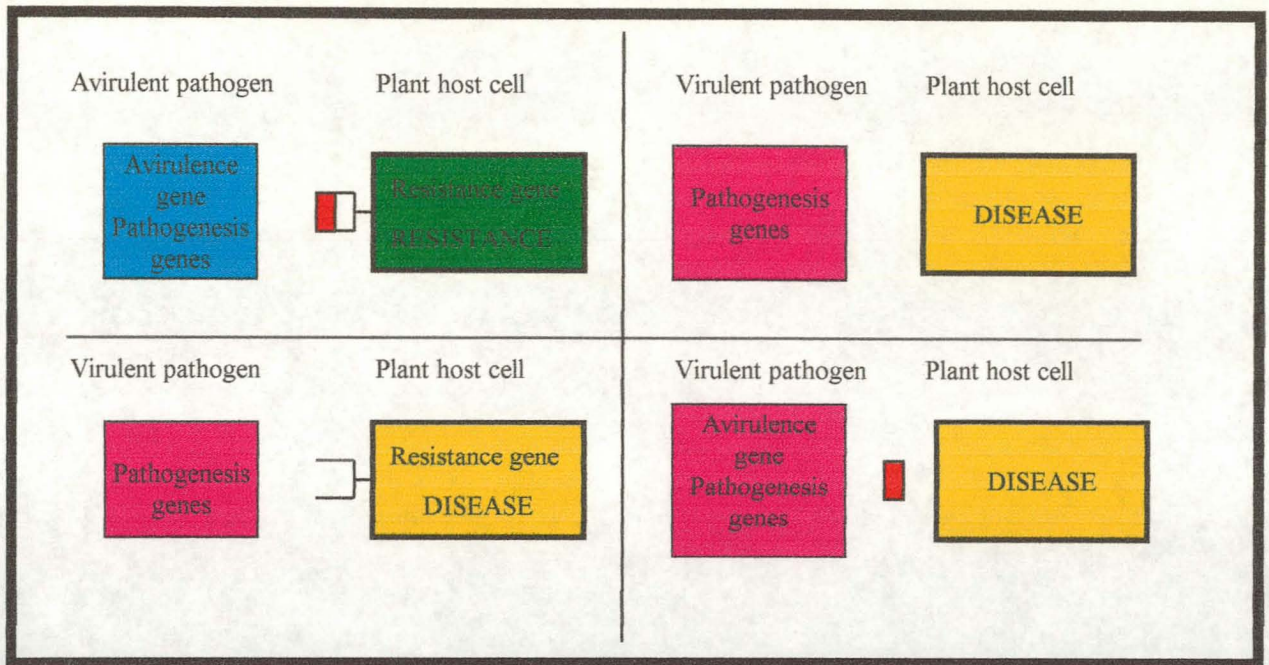 Avirulent pathogen
Plant host cell
Avirulence
gene
Pathogenesis
genes
Resistance gene
RESISTANCE
Virulent pathogen
Plant host cell
Pathogenesis
genes
DISEASE
Virulent pathogen
Plant host cell
Pathogenesis
genes
Resistance gene
DISEASE
Virulent pathogen
Plant host cell
Avirulence
gene
Pathogenesis
genes
DISEASE